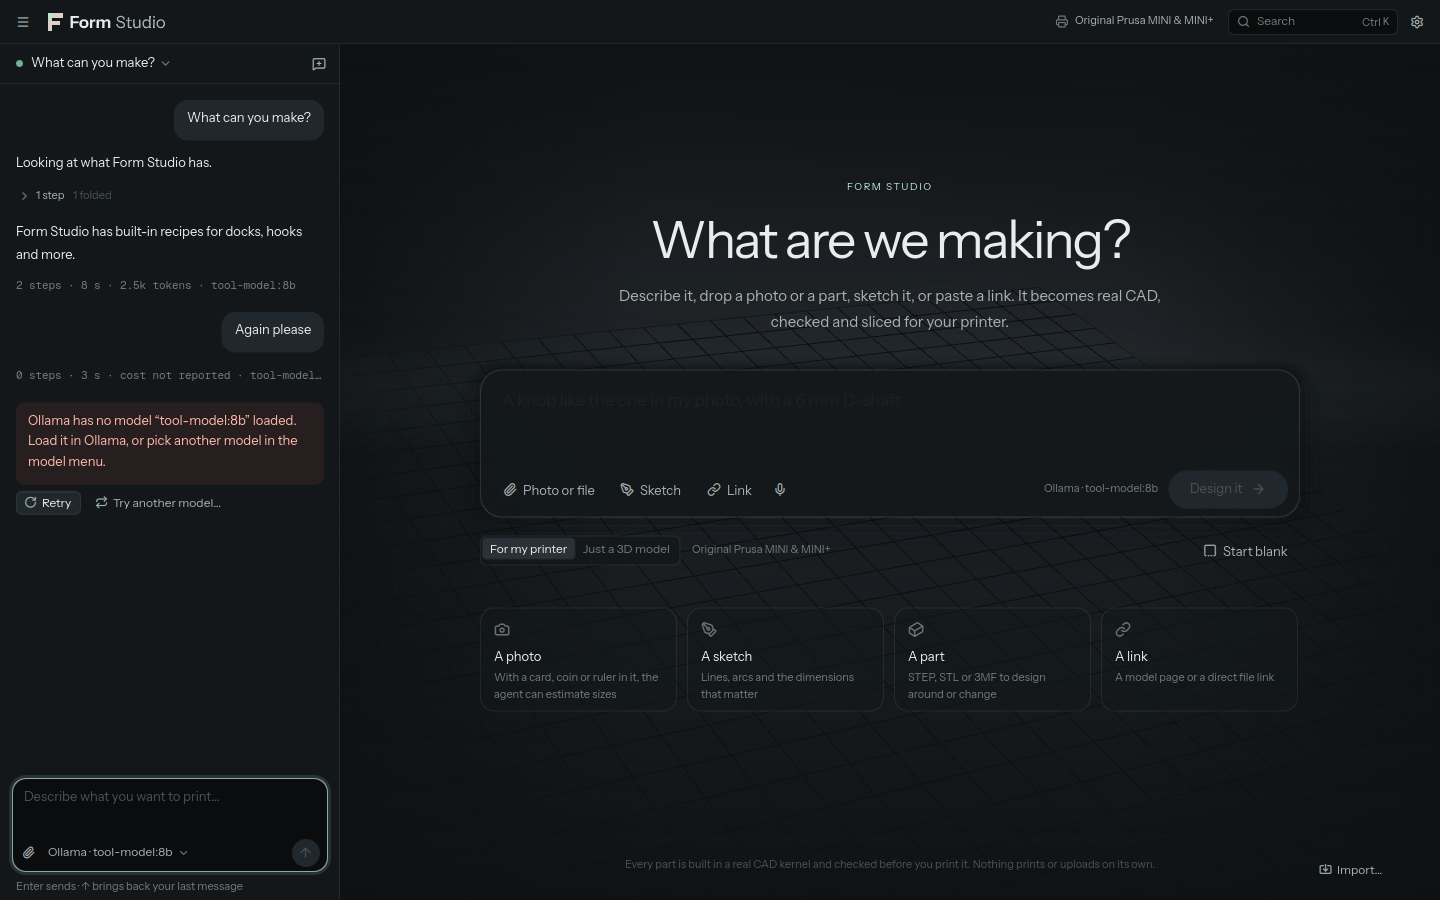 Form Studio
Original Prusa MINI & MINI+
Search
Ctrl K
What can you make?
What can you make?
Looking at what Form Studio has.
1 step 1 folded
Form Studio has built-in recipes for docks, hooks
and more.
2 steps · 8 s · 2.5k tokens · tool-model:8b
Again please
0 steps · 3 s · cost not reported · tool-model…
Ollama has no model “tool-model:8b” loaded.
Load it in Ollama, or pick another model in the
model menu.
Retry
Try another model…
Describe what you want to print…
Ollama · tool-model:8b
Enter sends · ↑ brings back your last message
FORM STUDIO
What are we making?
Describe it, drop a photo or a part, sketch it, or paste a link. It becomes real CAD,
checked and sliced for your printer.
A knob like the one in my photo, with a 6 mm D-shaft.
Photo or file
Sketch
Link
Ollama · tool-model:8b
Design it
For my printer
Just a 3D model
Original Prusa MINI & MINI+
Start blank
A photo
With a card, coin or ruler in it, the
agent can estimate sizes
A sketch
Lines, arcs and the dimensions
that matter
A part
STEP, STL or 3MF to design
around or change
A link
A model page or a direct file link
Every part is built in a real CAD kernel and checked before you print it. Nothing prints or uploads on its own.
Import…